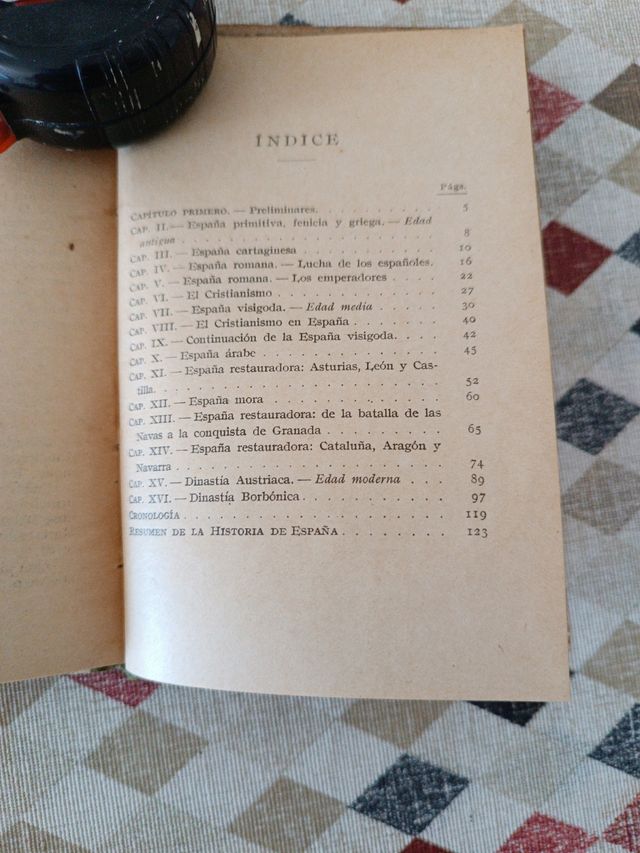 ÍNDICE
Págs.
CAPÍTULO PRIMERO. — Preliminares. . . . . . . . . . . 5
CAP. II. — España primitiva, fenicia y griega. — Edad
antigua . . . . . . . . . . . . . . . . . . . . 8
CAP. III. — España cartaginesa . . . . . . . . . . 10
CAP. IV. — España romana. — Lucha de los españoles. 16
CAP. V. — España romana. — Los emperadores . . . . 22
CAP. VI. — El Cristianismo . . . . . . . . . . . . 27
CAP. VII. — España visigoda. — Edad media . . . . . 30
CAP. VIII. — El Cristianismo en España . . . . . . . 40
CAP. IX. — Continuación de la España visigoda. . . . 42
CAP. X. — España árabe . . . . . . . . . . . . . . 45
CAP. XI. — España restauradora: Asturias, León y Cas-
tilla. . . . . . . . . . . . . . . . . . . . . 52
CAP. XII. — España mora . . . . . . . . . . . . . 60
CAP. XIII. — España restauradora: de la batalla de las
Navas a la conquista de Granada . . . . . . . . 65
CAP. XIV. — España restauradora: Cataluña, Aragón y
Navarra . . . . . . . . . . . . . . . . . . . . 74
CAP. XV. — Dinastía Austriaca. — Edad moderna . . . 89
CAP. XVI. — Dinastía Borbónica . . . . . . . . . . 97
CRONOLOGÍA . . . . . . . . . . . . . . . . . . . . 119
RESUMEN DE LA HISTORIA DE ESPAÑA . . . . . . . . 123